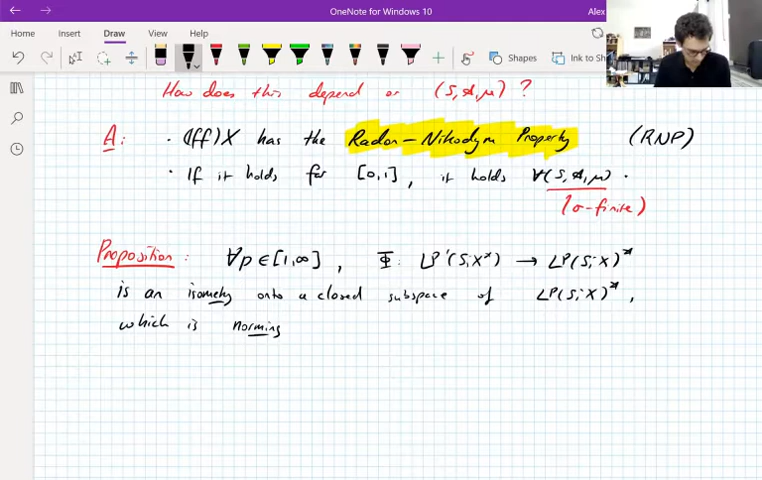 OneNote for Windows 10
Alex
Home Insert Draw View Help
Shapes
Ink to Sha
How does this depend on (S, A, μ) ?
A: · (Iff) X has the Radon-Nikodym Property (RNP)
· If it holds for [0,1], it holds ∀(S, A, μ).
(σ-finite)
Proposition: ∀p ∈ [1,∞], Φ: L^p'(S; X*) → L^p(S; X)*
is an isometry onto a closed subspace of L^p(S; X)*,
which is norming